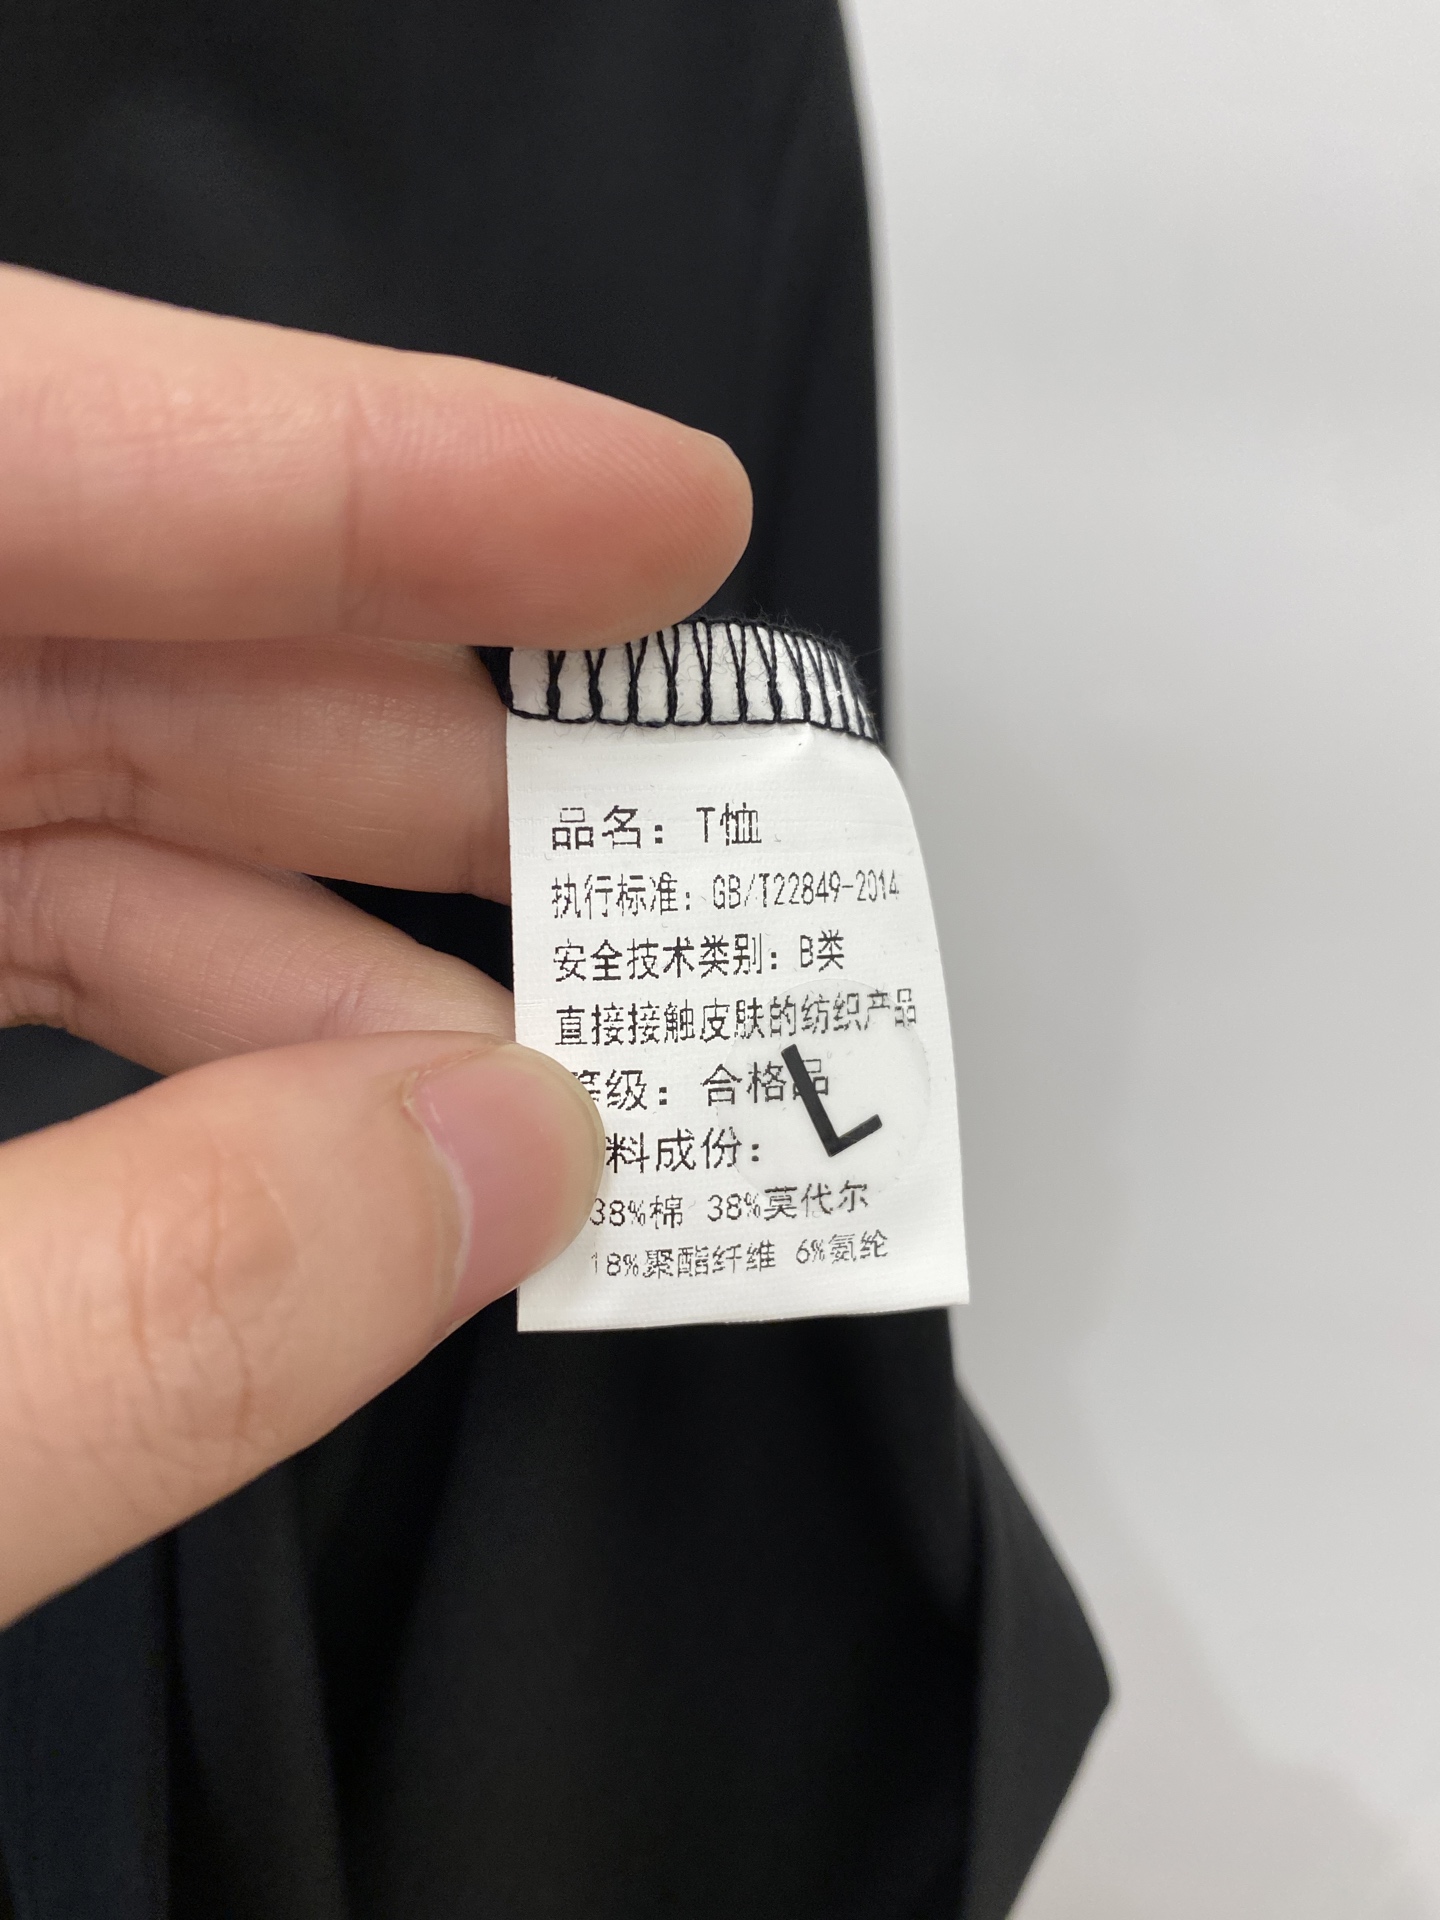 品名：T恤
执行标准：GB/T22849-2014
安全技术类别：B类
直接接触皮肤的纺织产品
等级：合格品
料成份：
38%棉 38%莫代尔
18%聚酯纤维 6%氨纶
L